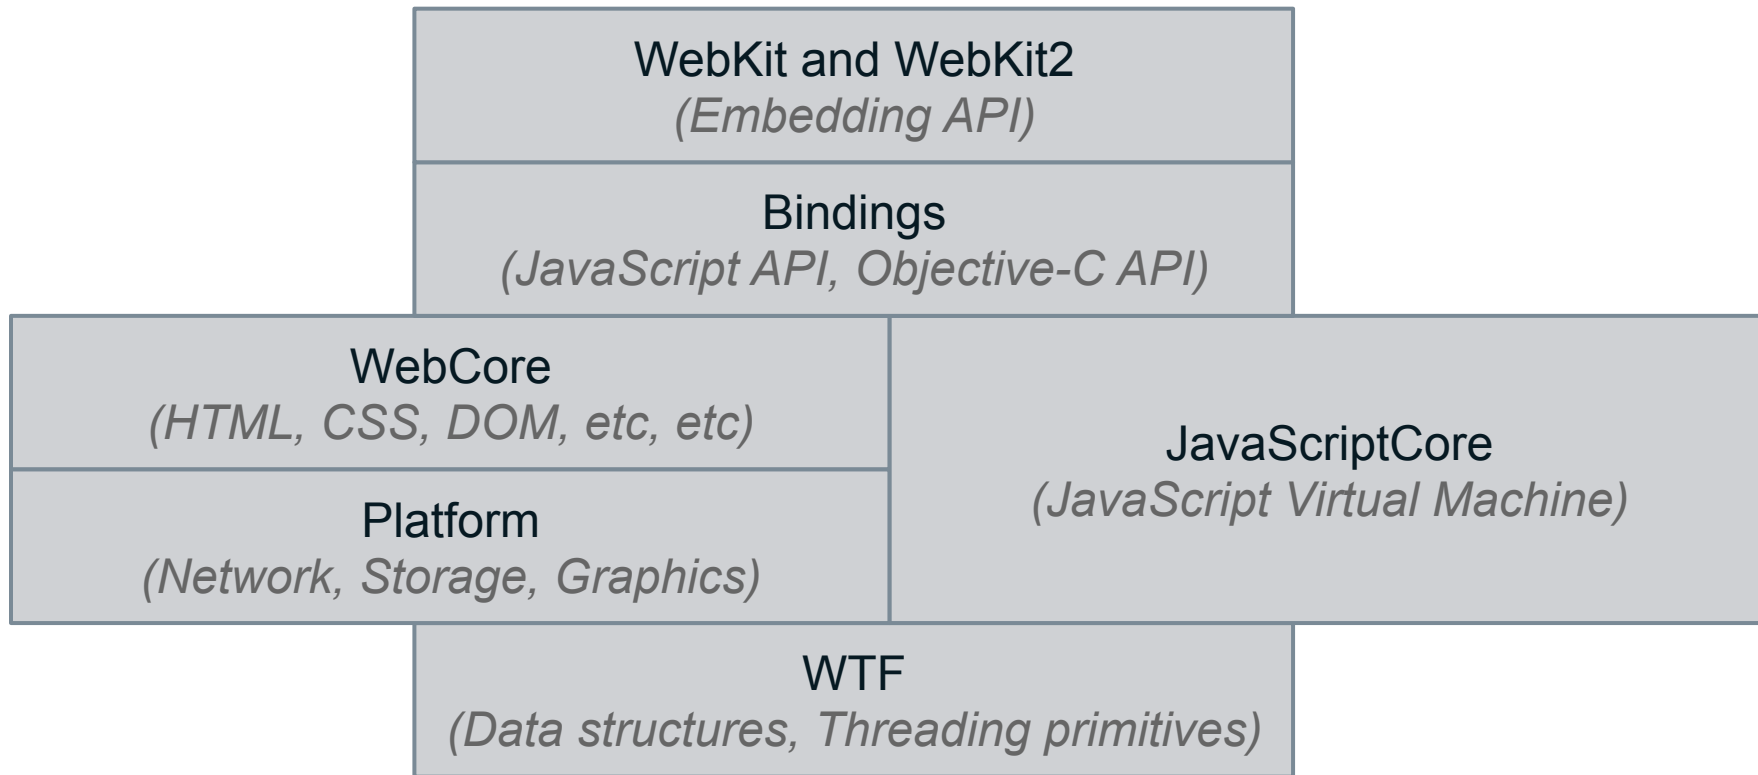 WebKit and WebKit2
(Embedding API)
Bindings
(JavaScript API, Objective-C API)
WebCore
(HTML, CSS, DOM, etc, etc)
Platform
(Network, Storage, Graphics)
JavaScriptCore
(JavaScript Virtual Machine)
WTF
(Data structures, Threading primitives)